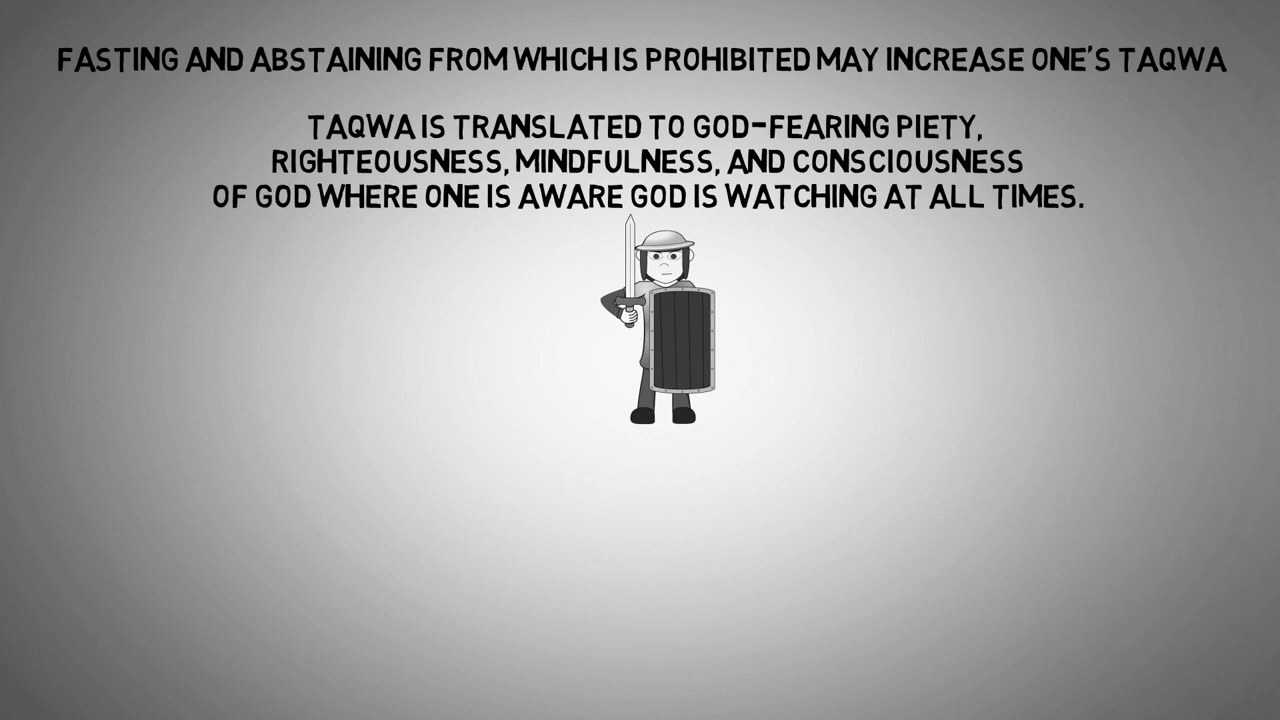 FASTING AND ABSTAINING FROM WHICH IS PROHIBITED MAY INCREASE ONE'S TAQWA
TAQWA IS TRANSLATED TO GOD-FEARING PIETY,
RIGHTEOUSNESS, MINDFULNESS, AND CONSCIOUSNESS
OF GOD WHERE ONE IS AWARE GOD IS WATCHING AT ALL TIMES.